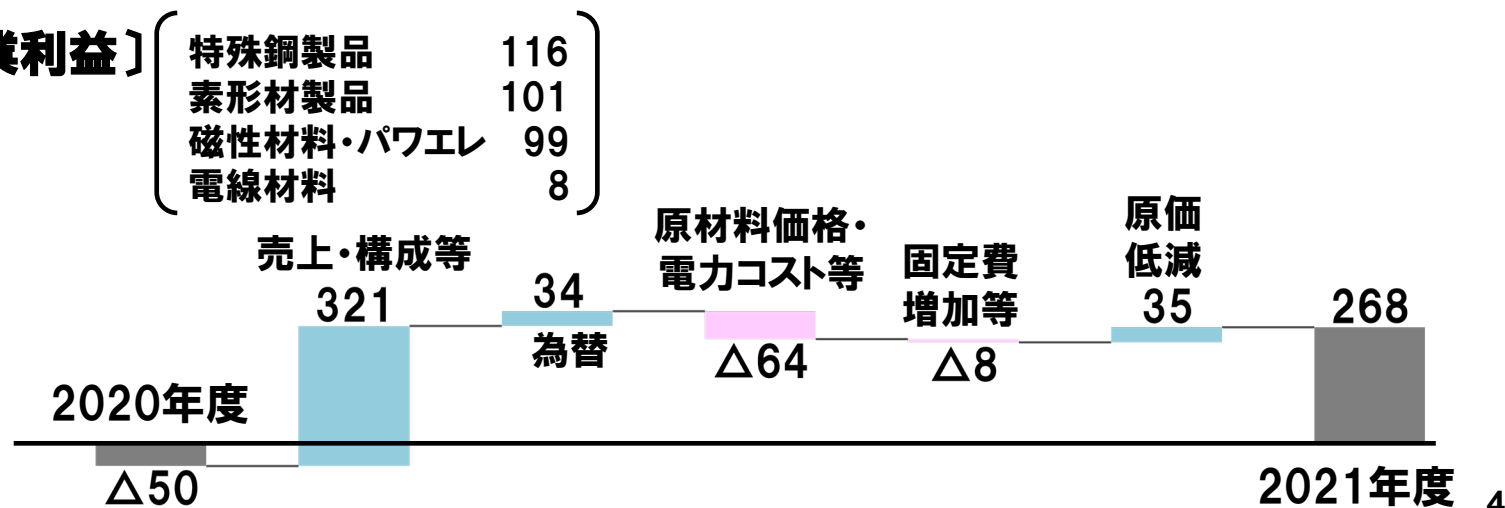 業利益〕
特殊鋼製品 116
素形材製品 101
磁性材料・パワエレ 99
電線材料 8
売上・構成等
321
34
為替
原材料価格・
電力コスト等
△64
固定費
増加等
△8
原価
低減
35
268
2020年度
△50
2021年度
4